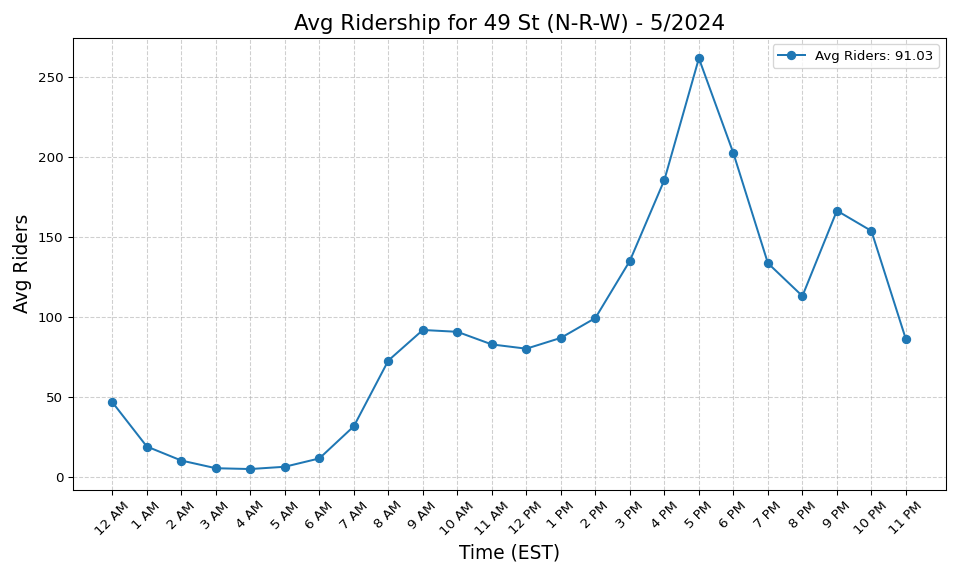 Avg Ridership for 49 St (N-R-W) - 5/2024
Avg Riders: 91.03
Avg Riders
250
200
150
100
50
0
12 AM
1 AM
2 AM
3 AM
4 AM
5 AM
6 AM
7 AM
8 AM
9 AM
10 AM
11 AM
12 PM
1 PM
2 PM
3 PM
4 PM
5 PM
6 PM
7 PM
8 PM
9 PM
10 PM
11 PM
Time (EST)